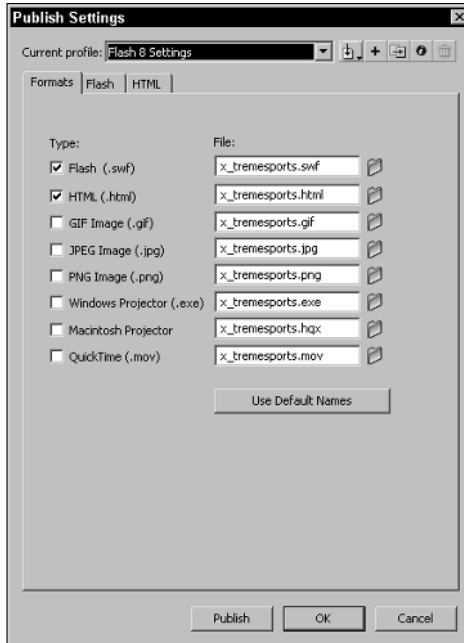 Publish Settings
Current profile: Flash 8 Settings
Formats Flash HTML
Type: File:
Flash (.swf) x_tremesports.swf
HTML (.html) x_tremesports.html
GIF Image (.gif) x_tremesports.gif
JPEG Image (.jpg) x_tremesports.jpg
PNG Image (.png) x_tremesports.png
Windows Projector (.exe) x_tremesports.exe
Macintosh Projector x_tremesports.hqx
QuickTime (.mov) x_tremesports.mov
Use Default Names
Publish OK Cancel